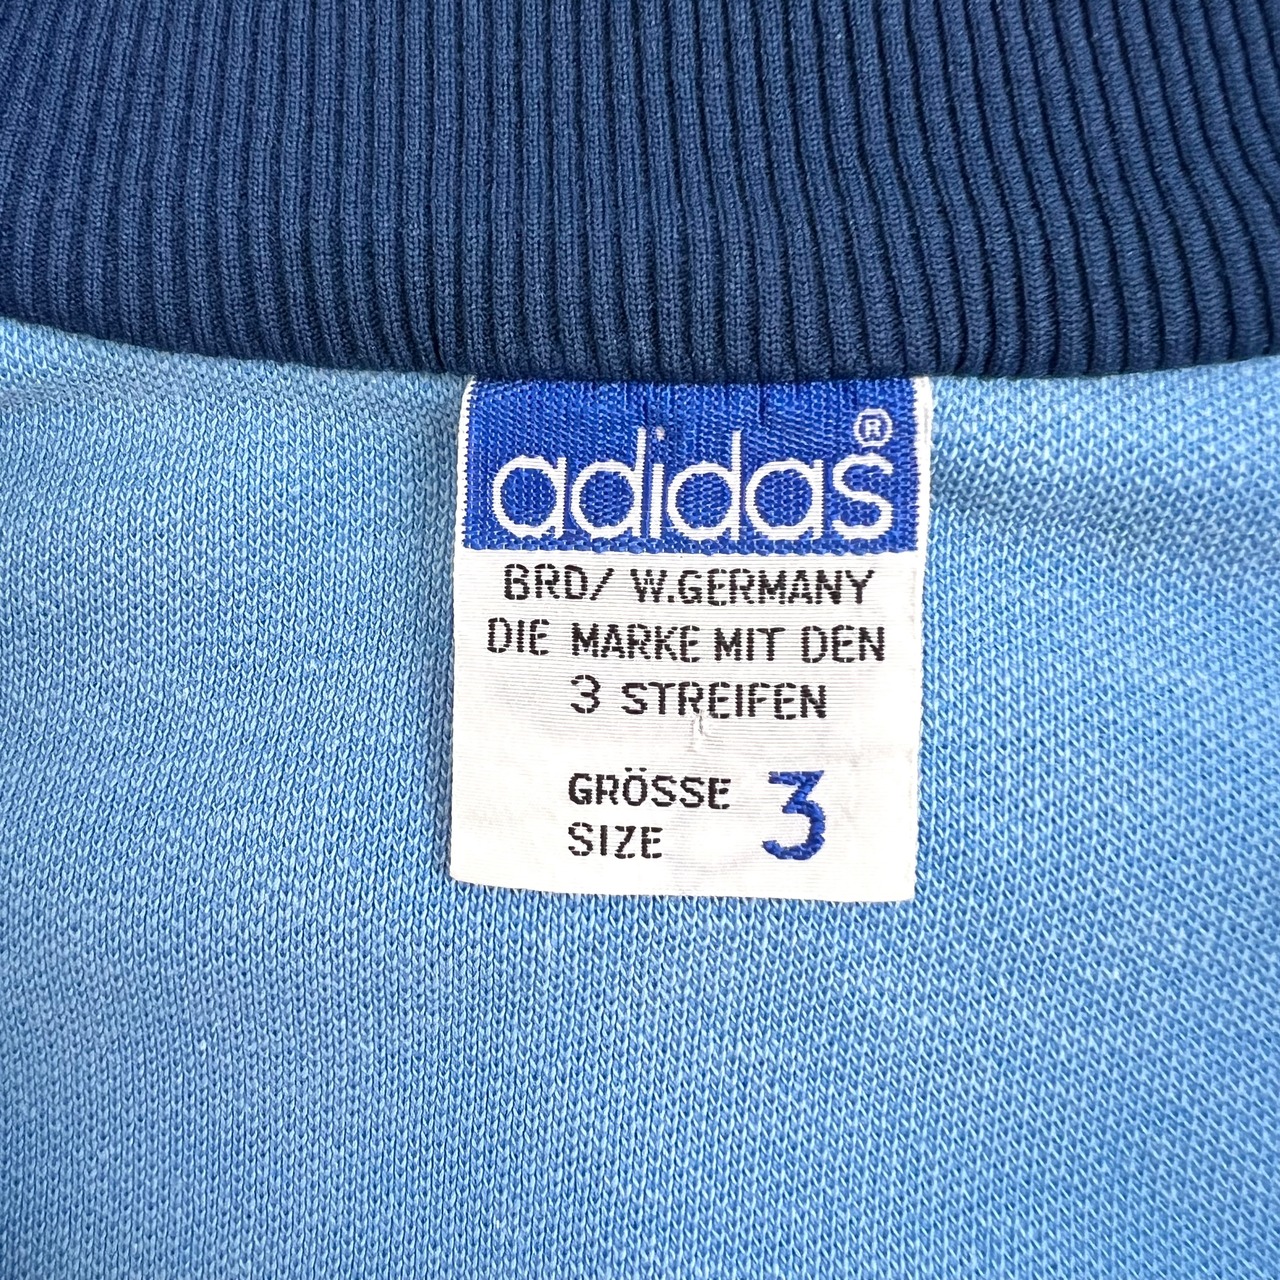 adidas®
BRD/ W.GERMANY
DIE MARKE MIT DEN
3 STREIFEN
GRÖSSE 3
SIZE